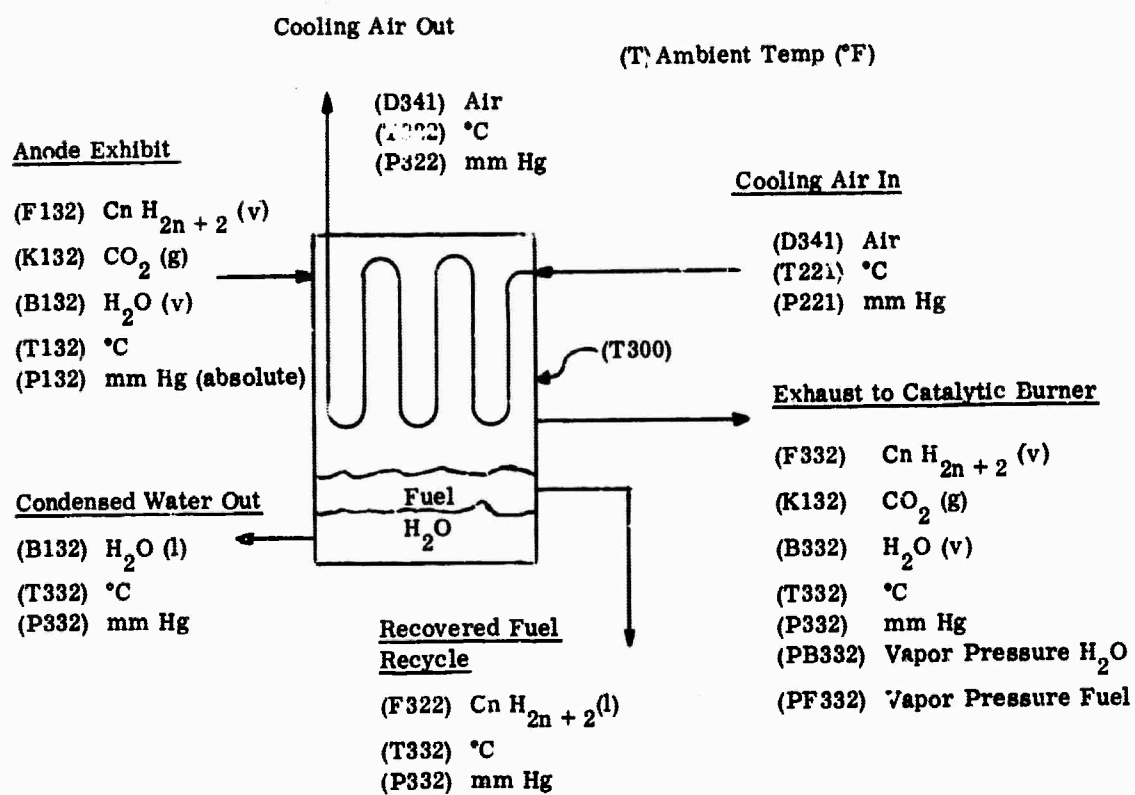 Cooling Air Out
(T) Ambient Temp (°F)
(D341) Air
°C
(P322) mm Hg
Anode Exhibit
(F132) Cn H2n + 2 (v)
(K132) CO2 (g)
(B132) H2O (v)
(T132) °C
(P132) mm Hg (absolute)
Cooling Air In
(D341) Air
(T221) °C
(P221) mm Hg
(T300)
Exhaust to Catalytic Burner
(F332) Cn H2n + 2 (v)
(K132) CO2 (g)
(B332) H2O (v)
(T332) °C
(P332) mm Hg
(PB332) Vapor Pressure H2O
(PF332) Vapor Pressure Fuel
Fuel
H2O
Condensed Water Out
(B132) H2O (l)
(T332) °C
(P332) mm Hg
Recovered Fuel
Recycle
(F322) Cn H2n + 2(l)
(T332) °C
(P332) mm Hg